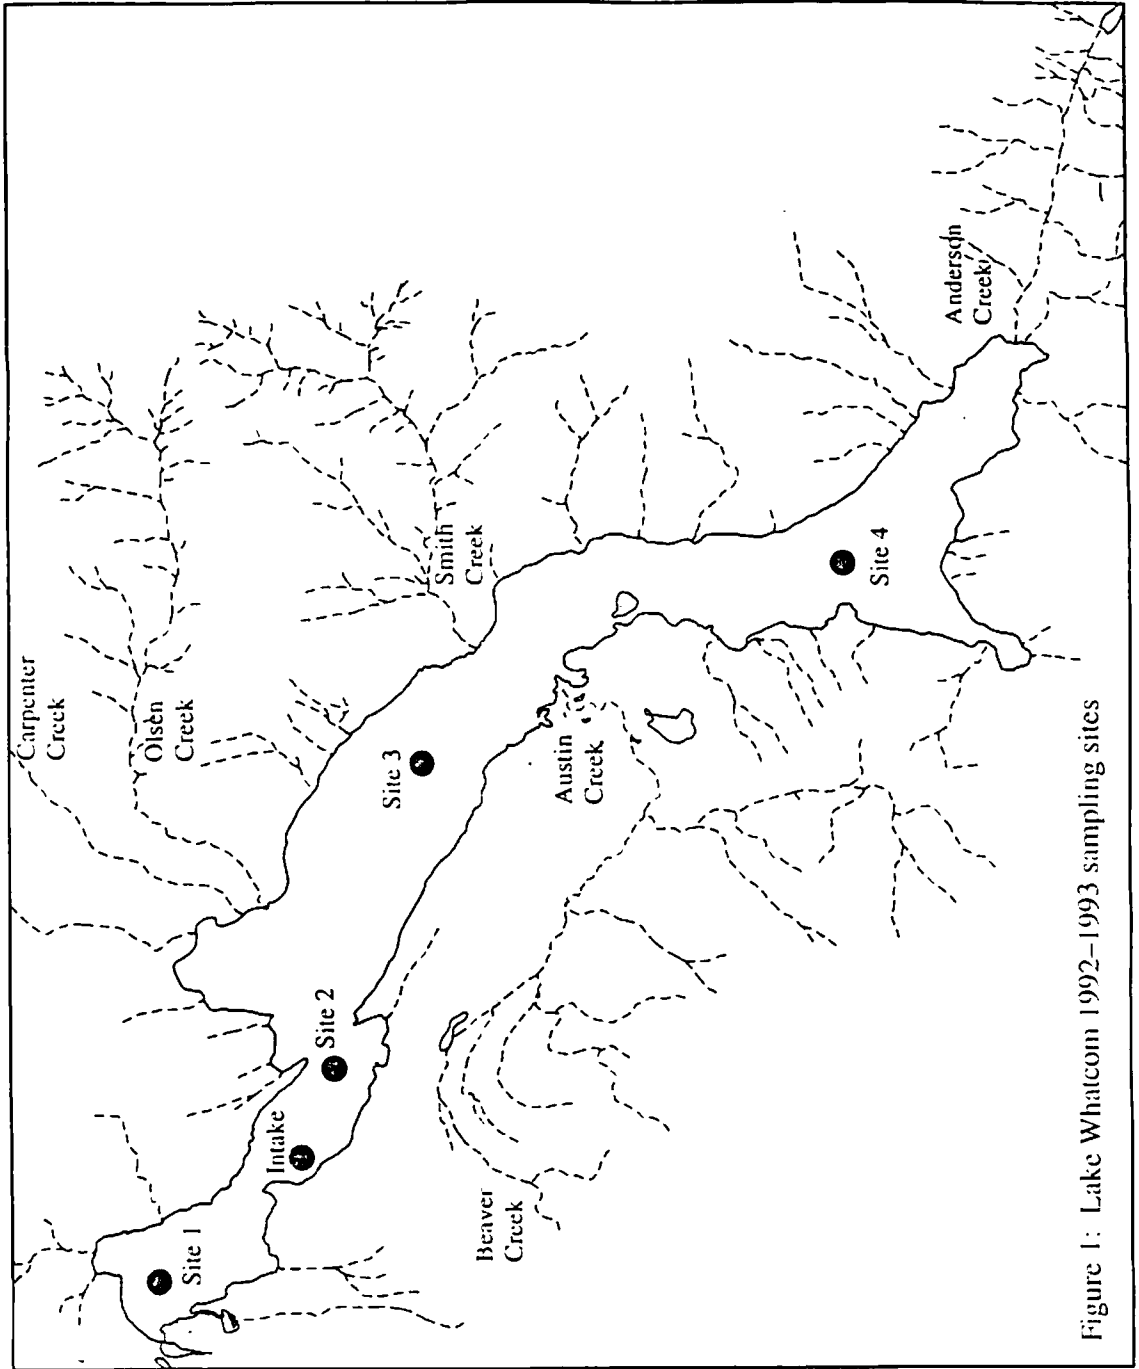 Carpenter
Creek
Olsen
Creek
Smith
Creek
Anderson
Creek
Site 3
Site 4
Austin
Creek
Site 2
Intake
Site 1
Beaver
Creek
Figure 1: Lake Whatcom 1992–1993 sampling sites